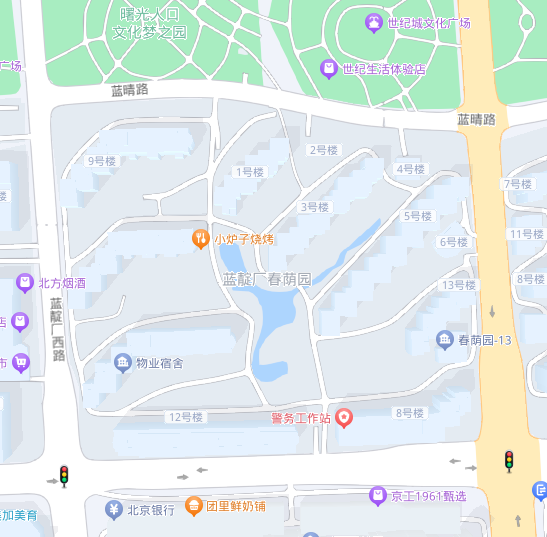 曙光人口
文化梦之园
世纪城文化广场
世纪生活体验店
广场
蓝晴路
蓝晴路
2号楼
9号楼
1号楼
4号楼
7号楼
楼
3号楼
5号楼
11号楼
小炉子烧烤
6号楼
蓝靛厂春荫园
8号楼
北方烟酒
13号楼
蓝靛厂西路
店
春荫园-13
市
物业宿舍
12号楼
警务工作站
8号楼
京工1961甄选
北京银行
¥
团里鲜奶铺
加美育